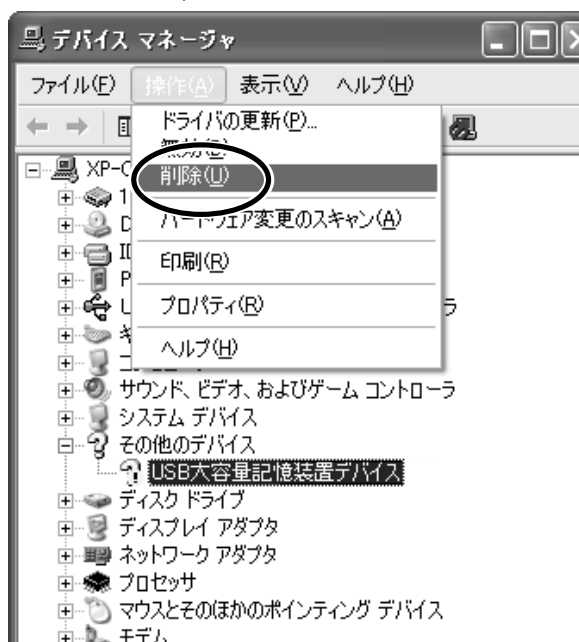 デバイス マネージャ
ファイル(F) 操作(A) 表示(V) ヘルプ(H)
ドライバの更新(P)...
無効(D)
削除(U)
ハードウェア変更のスキャン(A)
印刷(R)
プロパティ(R)
ヘルプ(H)
XP-
1
D
I
P
U
キ
ラ
サウンド、ビデオ、およびゲーム コントローラ
システム デバイス
その他のデバイス
USB大容量記憶装置デバイス
ディスク ドライブ
ディスプレイ アダプタ
ネットワーク アダプタ
プロセッサ
マウスとそのほかのポインティング デバイス
モデム